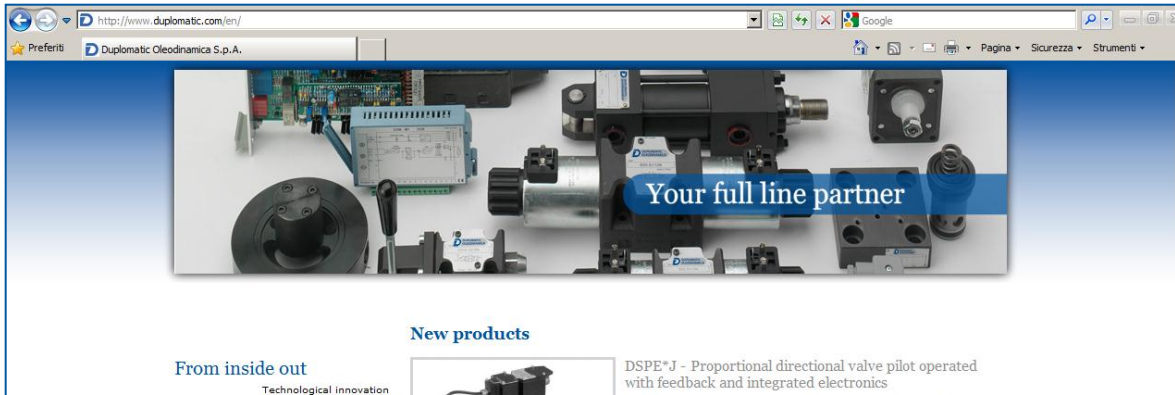 http://www.duplomatic.com/en/
Google
Preferiti
Duplomatic Oleodinamica S.p.A.
Pagina
Sicurezza
Strumenti
Your full line partner
New products
From inside out
Technological innovation
DSPE*J - Proportional directional valve pilot operated
with feedback and integrated electronics